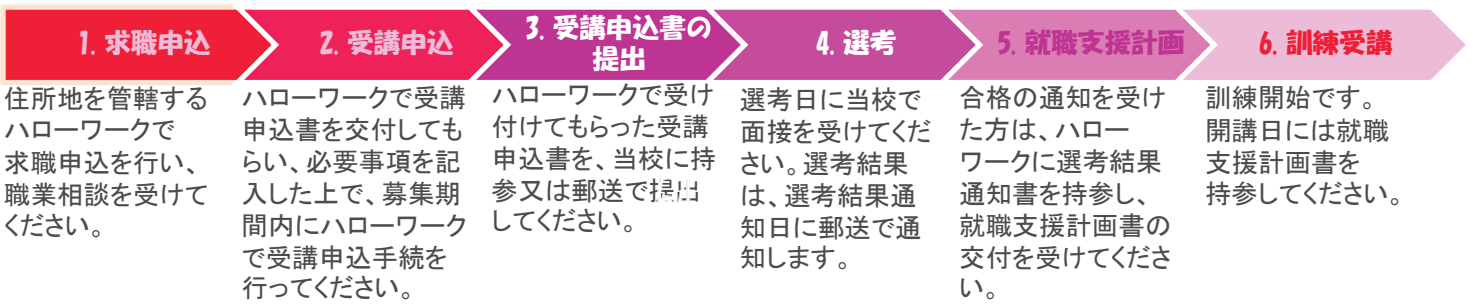 1. 求職申込
住所地を管轄する
ハローワークで
求職申込を行い、
職業相談を受けて
ください。
2. 受講申込
ハローワークで受講
申込書を交付しても
らい、必要事項を記
入した上で、募集期
間内にハローワーク
で受講申込手続を
行ってください。
3. 受講申込書の
提出
ハローワークで受け
付けてもらった受講
申込書を、当校に持
参又は郵送で提出
してください。
4. 選考
選考日に当校で
面接を受けてくだ
さい。選考結果
は、選考結果通
知日に郵送で通
知します。
5. 就職支援計画
合格の通知を受け
た方は、ハロー
ワークに選考結果
通知書を持参し、
就職支援計画書の
交付を受けてくださ
い。
6. 訓練受講
訓練開始です。
開講日には就職
支援計画書を
持参してください。